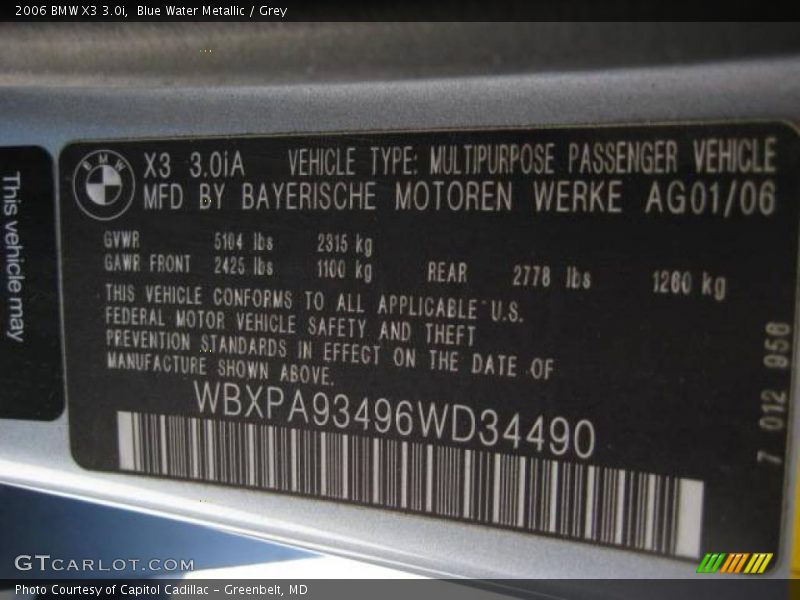 2006 BMW X3 3.0i, Blue Water Metallic / Grey
This vehicle may
BMW
X3 3.0iA VEHICLE TYPE: MULTIPURPOSE PASSENGER VEHICLE
MFD BY BAYERISCHE MOTOREN WERKE AG01/06
GVWR 5104 lbs 2315 kg
GAWR FRONT 2425 lbs 1100 kg REAR 2778 lbs 1260 kg
THIS VEHICLE CONFORMS TO ALL APPLICABLE U.S.
FEDERAL MOTOR VEHICLE SAFETY AND THEFT
PREVENTION STANDARDS IN EFFECT ON THE DATE OF
MANUFACTURE SHOWN ABOVE.
WBXPA93496WD34490
7 012 956
GTCARLOT.COM
Photo Courtesy of Capitol Cadillac - Greenbelt, MD